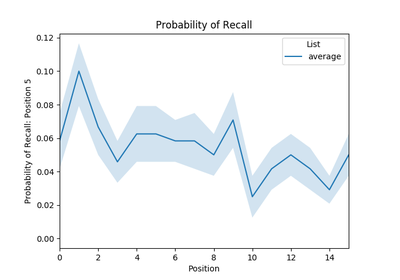 Probability of Recall
List
average
Probability of Recall: Position 5
0.12
0.10
0.08
0.06
0.04
0.02
0.00
0 2 4 6 8 10 12 14
Position